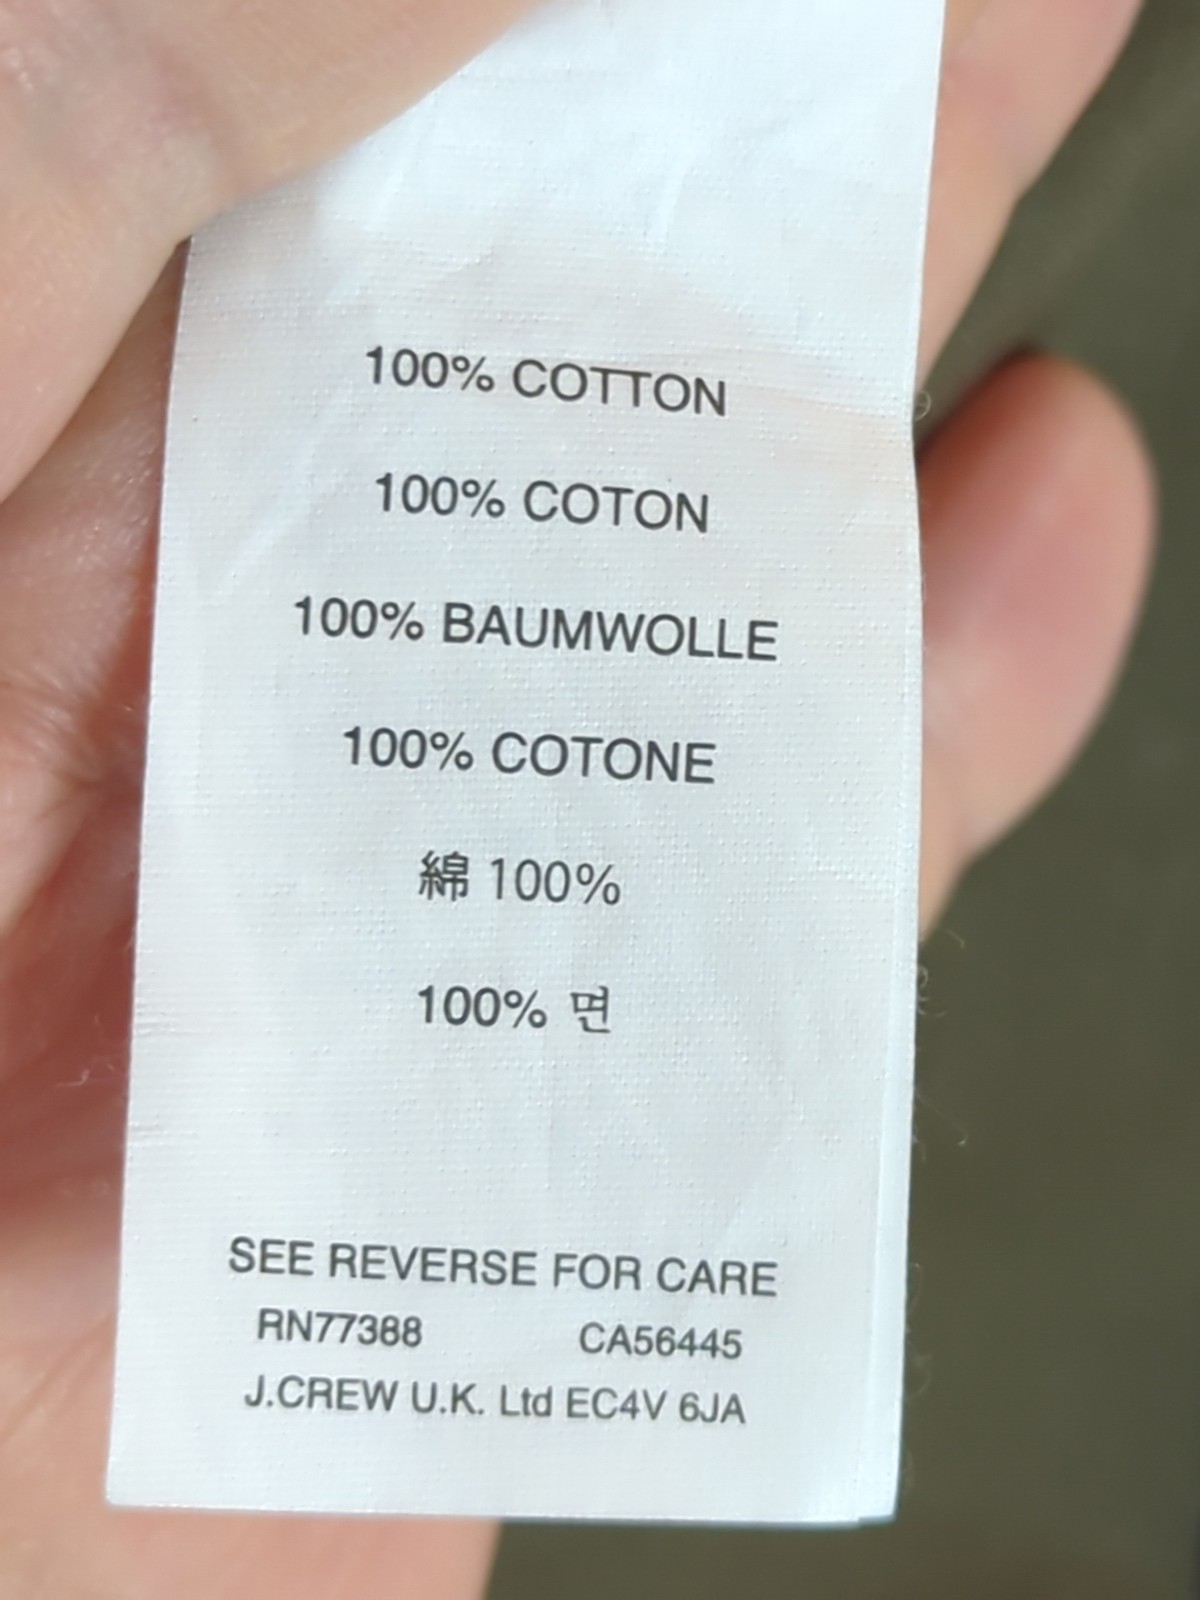 100% COTTON
100% COTON
100% BAUMWOLLE
100% COTONE
綿 100%
100% 면
SEE REVERSE FOR CARE
RN77388 CA56445
J.CREW U.K. Ltd EC4V 6JA